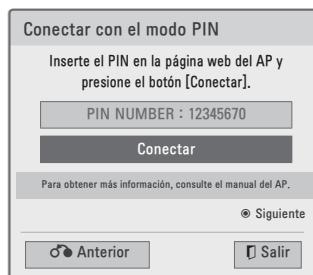 Conectar con el modo PIN
Inserte el PIN en la página web del AP y
presione el botón [Conectar].
PIN NUMBER : 12345670
Conectar
Para obtener más información, consulte el manual del AP.
Siguiente
Anterior
Salir